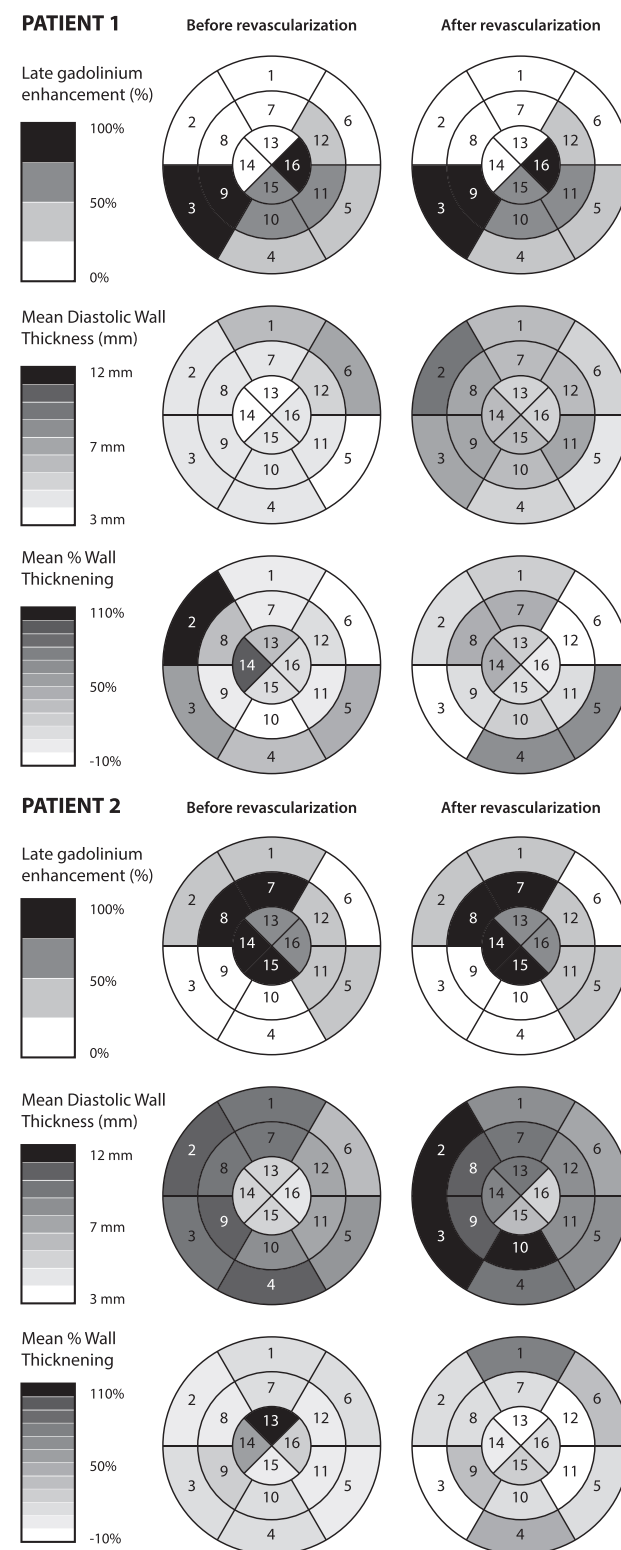 PATIENT 1 Before revascularization After revascularization
Late gadolinium
enhancement (%)
100%
50%
0%
1 2 3 4 5 6 7 8 9 10 11 12 13 14 15 16
1 2 3 4 5 6 7 8 9 10 11 12 13 14 15 16
Mean Diastolic Wall
Thickness (mm)
12 mm
7 mm
3 mm
1 2 3 4 5 6 7 8 9 10 11 12 13 14 15 16
1 2 3 4 5 6 7 8 9 10 11 12 13 14 15 16
Mean % Wall
Thicknening
110%
50%
-10%
1 2 3 4 5 6 7 8 9 10 11 12 13 14 15 16
1 2 3 4 5 6 7 8 9 10 11 12 13 14 15 16
PATIENT 2 Before revascularization After revascularization
Late gadolinium
enhancement (%)
100%
50%
0%
1 2 3 4 5 6 7 8 9 10 11 12 13 14 15 16
1 2 3 4 5 6 7 8 9 10 11 12 13 14 15 16
Mean Diastolic Wall
Thickness (mm)
12 mm
7 mm
3 mm
1 2 3 4 5 6 7 8 9 10 11 12 13 14 15 16
1 2 3 4 5 6 7 8 9 10 11 12 13 14 15 16
Mean % Wall
Thicknening
110%
50%
-10%
1 2 3 4 5 6 7 8 9 10 11 12 13 14 15 16
1 2 3 4 5 6 7 8 9 10 11 12 13 14 15 16